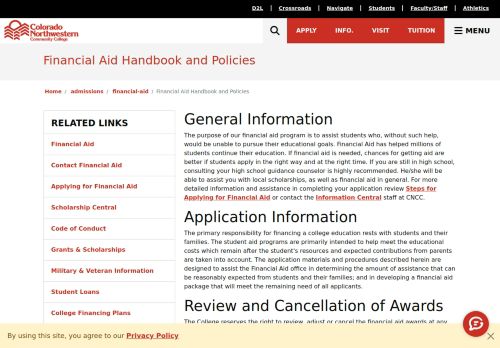 D2L | Crossroads | Navigate | Students | Faculty/Staff | Athletics
Colorado
Northwestern
Community College
APPLY INFO. VISIT TUITION MENU
Financial Aid Handbook and Policies
Home / admissions / financial-aid / Financial Aid Handbook and Policies
RELATED LINKS
Financial Aid
Contact Financial Aid
Applying for Financial Aid
Scholarship Central
Code of Conduct
Grants & Scholarships
Military & Veteran Information
Student Loans
College Financing Plans
General Information
The purpose of our financial aid program is to assist students who, without such help,
would be unable to pursue their educational goals. Financial Aid has helped millions of
students continue their education. If financial aid is needed, chances for getting aid are
better if students apply in the right way and at the right time. If you are still in high school,
consulting your high school guidance counselor is highly recommended. He/she will be
able to assist you with local scholarships, as well as financial aid in general. For more
detailed information and assistance in completing your application review Steps for
Applying for Financial Aid or contact the Information Central staff at CNCC.
Application Information
The primary responsibility for financing a college education rests with students and their
families. The student aid programs are primarily intended to help meet the educational
costs which remain after the student's resources and expected contributions from parents
are taken into account. The application materials and procedures described herein are
designed to assist the Financial Aid office in determining the amount of assistance that can
be reasonably expected from students and their families; and in developing a financial aid
package that will meet the remaining need of all applicants.
Review and Cancellation of Awards
The College reserves the right to review, adjust or cancel the financial aid awards at any
By using this site, you agree to our Privacy Policy
×